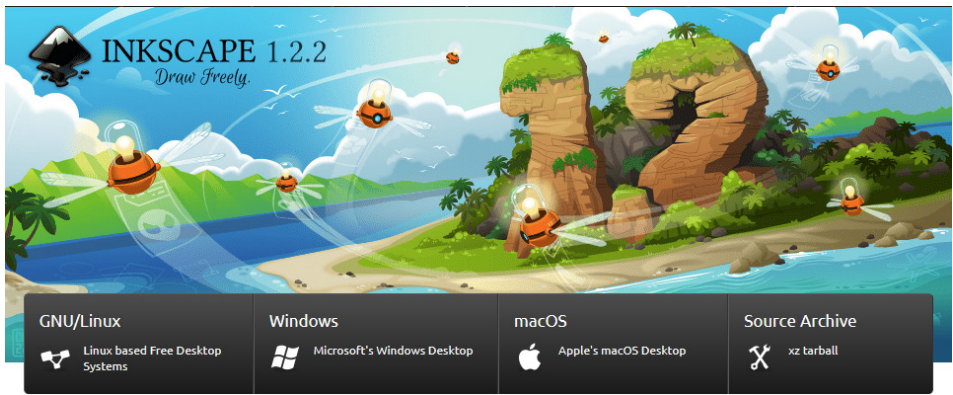 INKSCAPE 1.2.2
Draw Freely.
GNU/Linux
Linux based Free Desktop
Systems
Windows
Microsoft's Windows Desktop
macOS
Apple's macOS Desktop
Source Archive
xz tarball